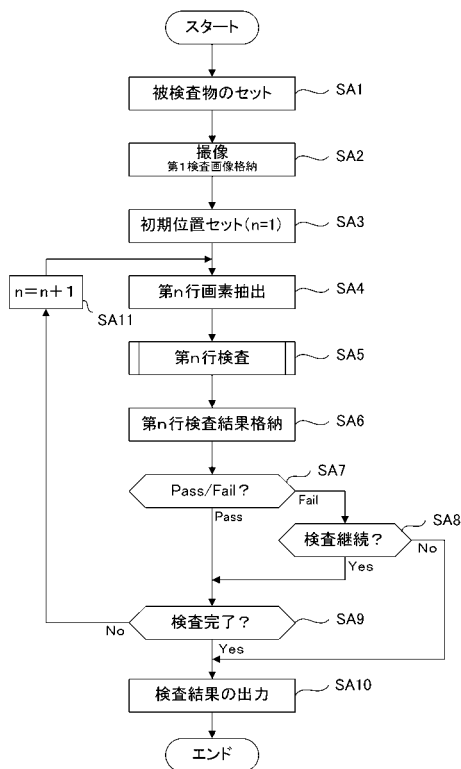 スタート
被検査物のセット
SA1
撮像
第1検査画像格納
SA2
初期位置セット(n=1)
SA3
n=n+1
SA11
第n行画素抽出
SA4
第n行検査
SA5
第n行検査結果格納
SA6
Pass/Fail?
SA7
Fail
Pass
検査継続?
SA8
No
Yes
検査完了?
SA9
No
Yes
検査結果の出力
SA10
エンド